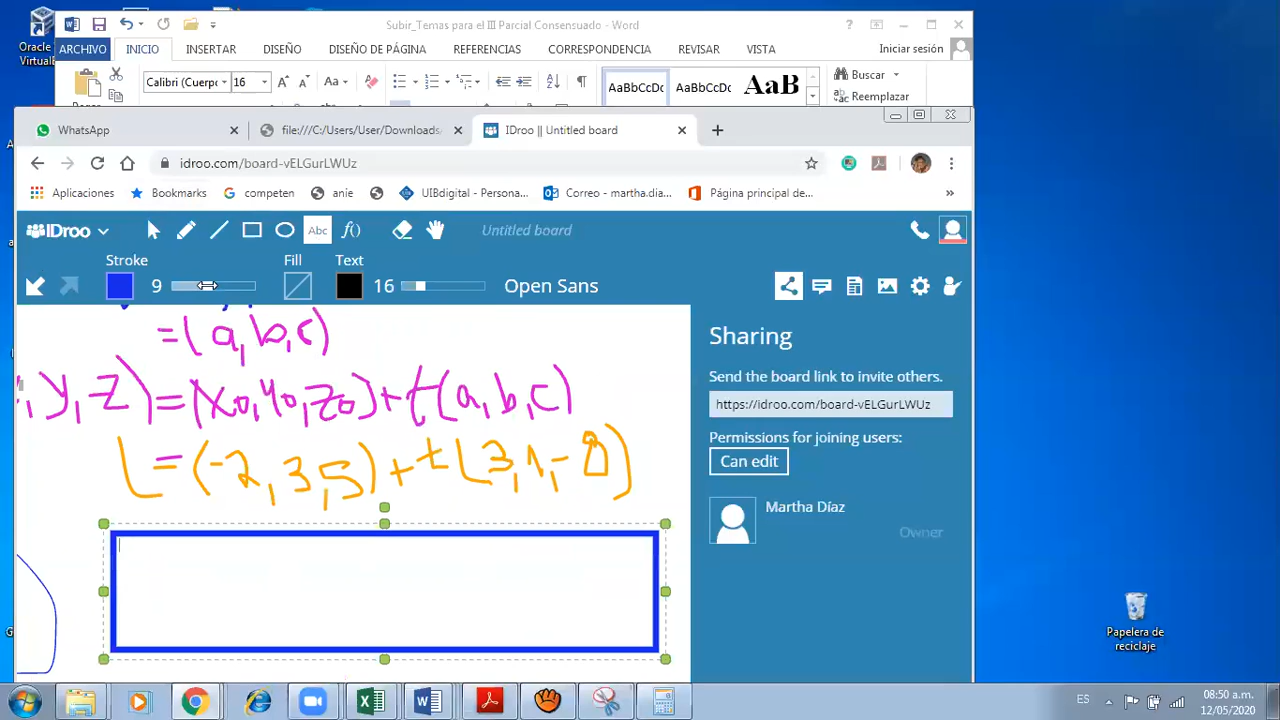 Oracle
VirtualB
Subir_Temas para el III Parcial Consensuado - Word
ARCHIVO INICIO INSERTAR DISEÑO DISEÑO DE PÁGINA REFERENCIAS CORRESPONDENCIA REVISAR VISTA Iniciar sesión
Calibri (Cuerpo 16 Aa AaBbCcDc AaBbCcDc AaB Buscar
Reemplazar
WhatsApp file:///C:/Users/User/Downloads, IDroo || Untitled board
idroo.com/board-vELGurLWUz
Aplicaciones Bookmarks competen anie UIBdigital - Persona... Correo - martha.dia... Página principal de... »
IDroo Abc f() Untitled board
Stroke Fill Text
9 16 Open Sans
Sharing
Send the board link to invite others.
https://idroo.com/board-vELGurLWUz
Permissions for joining users:
Can edit
Martha Díaz
Owner
=(a,b,c)
, y, z) = (x0, y0, z0) + t(a, b, c)
L = (-2, 3, 5) + t(3, 1, -8)
Papelera de
reciclaje
ES 08:50 a.m.
12/05/2020